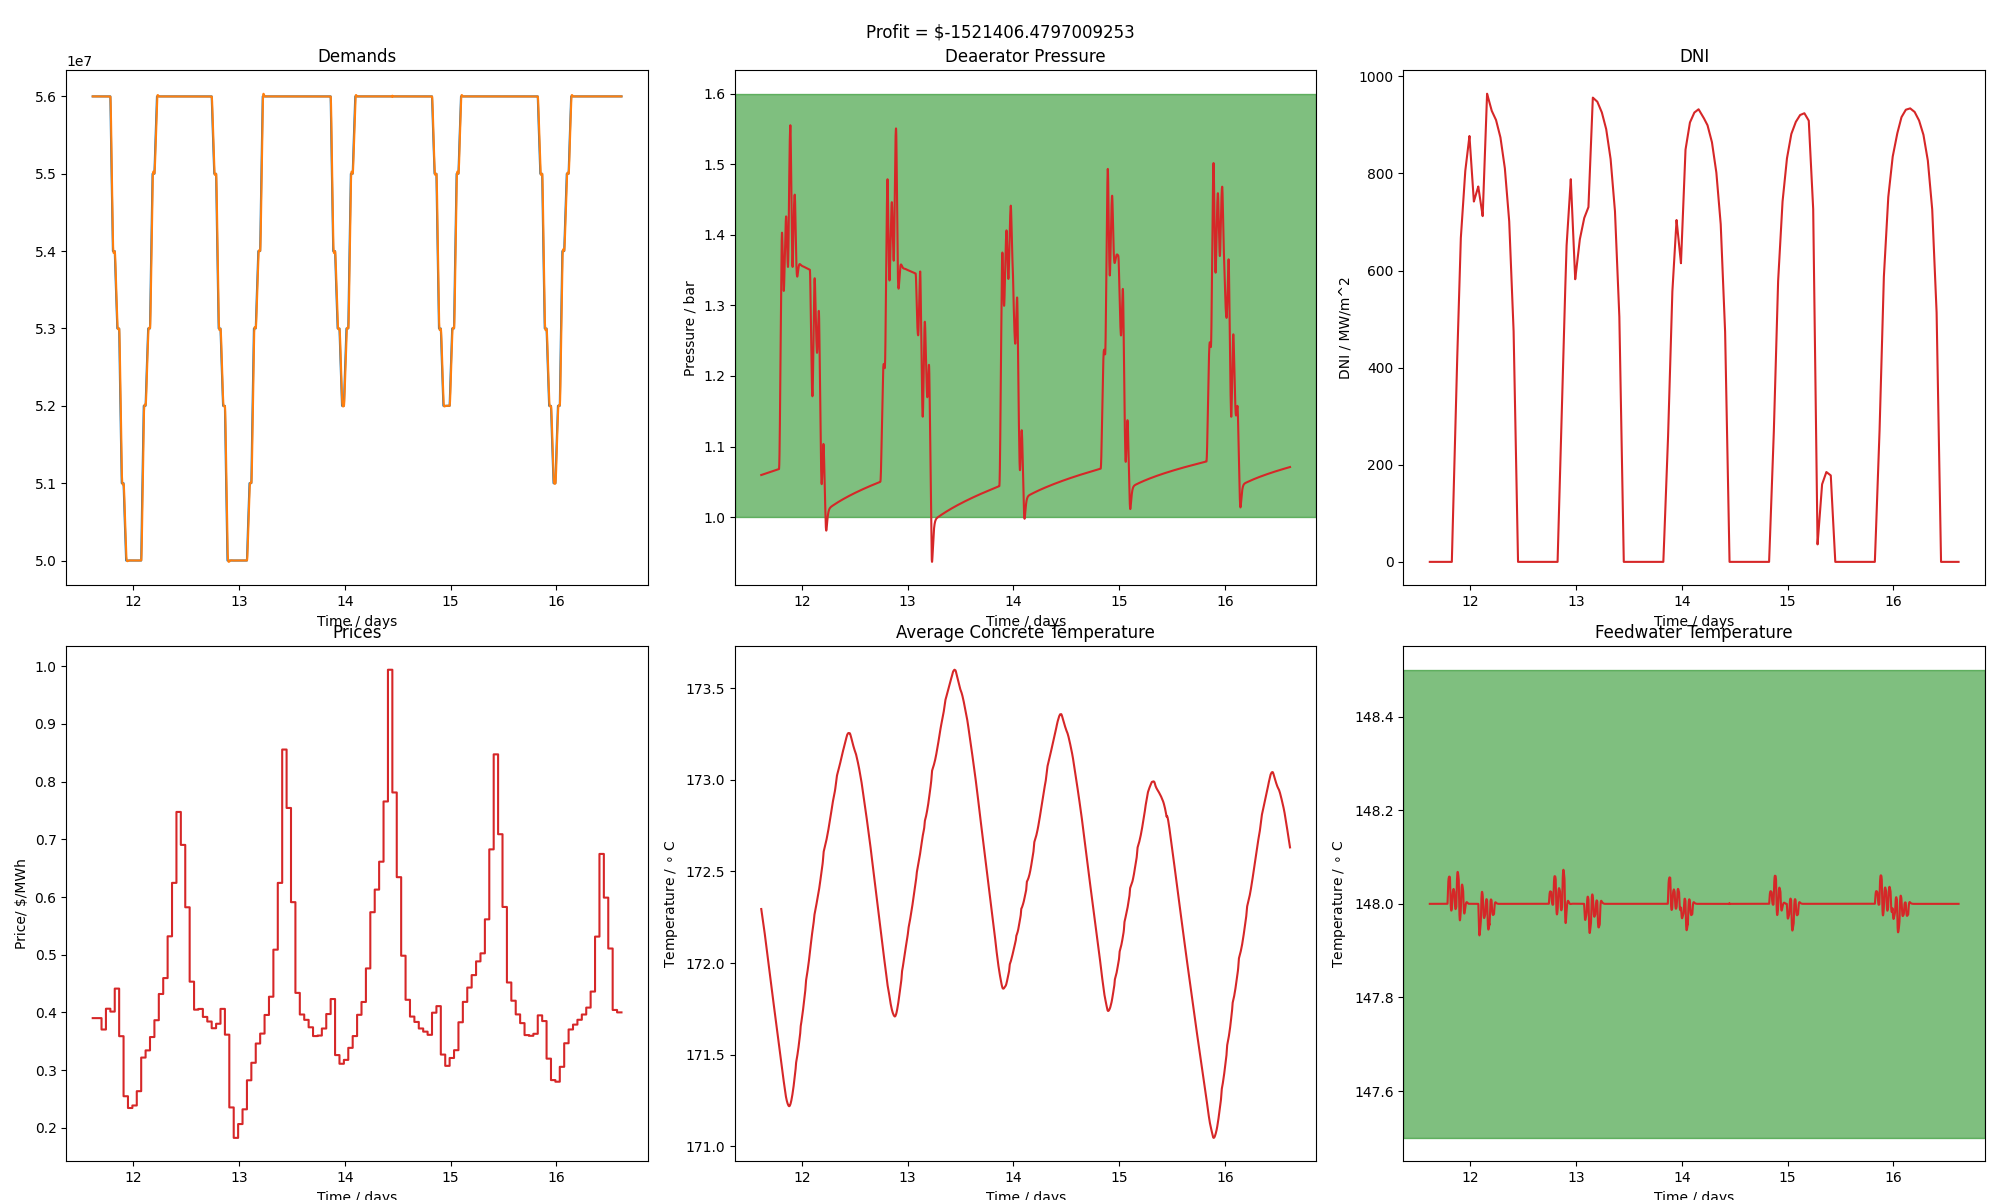 Profit = $-1521406.4797009253
Demands
1e7
5.6
5.5
5.4
5.3
5.2
5.1
5.0
12 13 14 15 16
Time / days
Deaerator Pressure
Pressure / bar
1.6
1.5
1.4
1.3
1.2
1.1
1.0
12 13 14 15 16
Time / days
DNI
DNI / MW/m^2
1000
800
600
400
200
0
12 13 14 15 16
Time / days
Prices
Price/ $/MWh
1.0
0.9
0.8
0.7
0.6
0.5
0.4
0.3
0.2
12 13 14 15 16
Time / days
Average Concrete Temperature
Temperature / ∘ C
173.5
173.0
172.5
172.0
171.5
171.0
12 13 14 15 16
Time / days
Feedwater Temperature
Temperature / ∘ C
148.4
148.2
148.0
147.8
147.6
12 13 14 15 16
Time / days